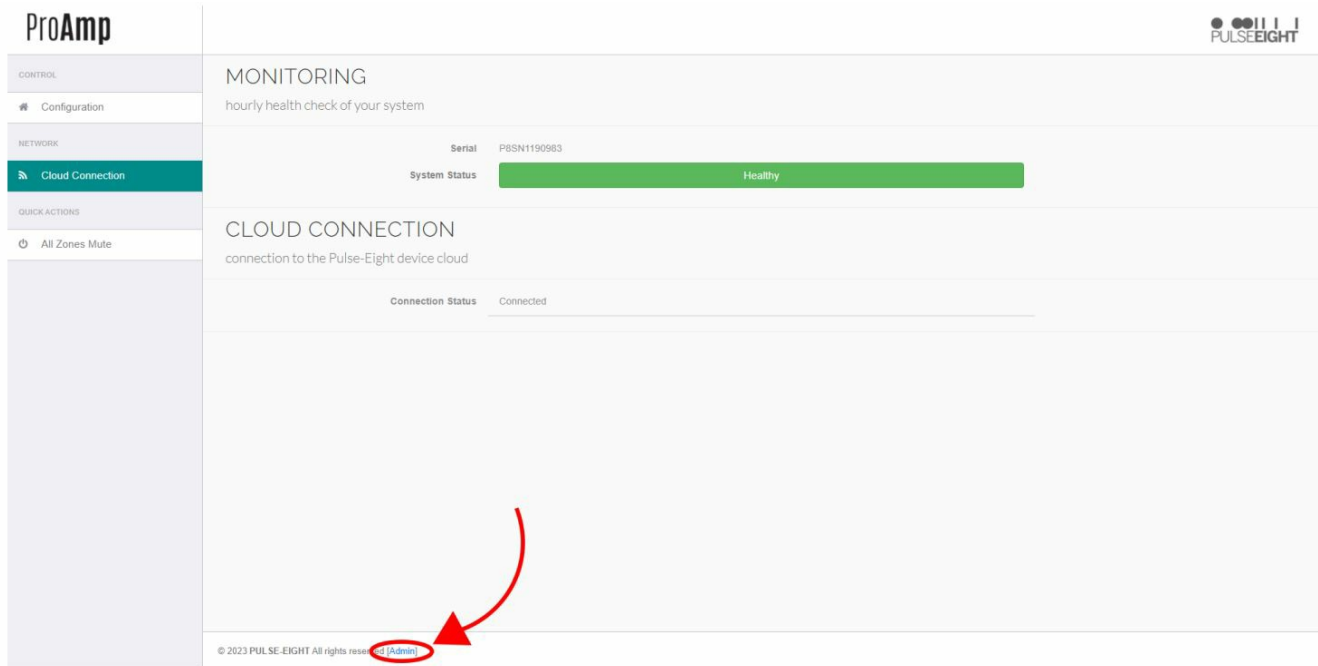 ProAmp
PULSEEIGHT
CONTROL
Configuration
NETWORK
Cloud Connection
QUICK ACTIONS
All Zones Mute
MONITORING
hourly health check of your system
Serial P8SN1190983
System Status Healthy
CLOUD CONNECTION
connection to the Pulse-Eight device cloud
Connection Status Connected
© 2023 PULSE-EIGHT All rights reserved [Admin]